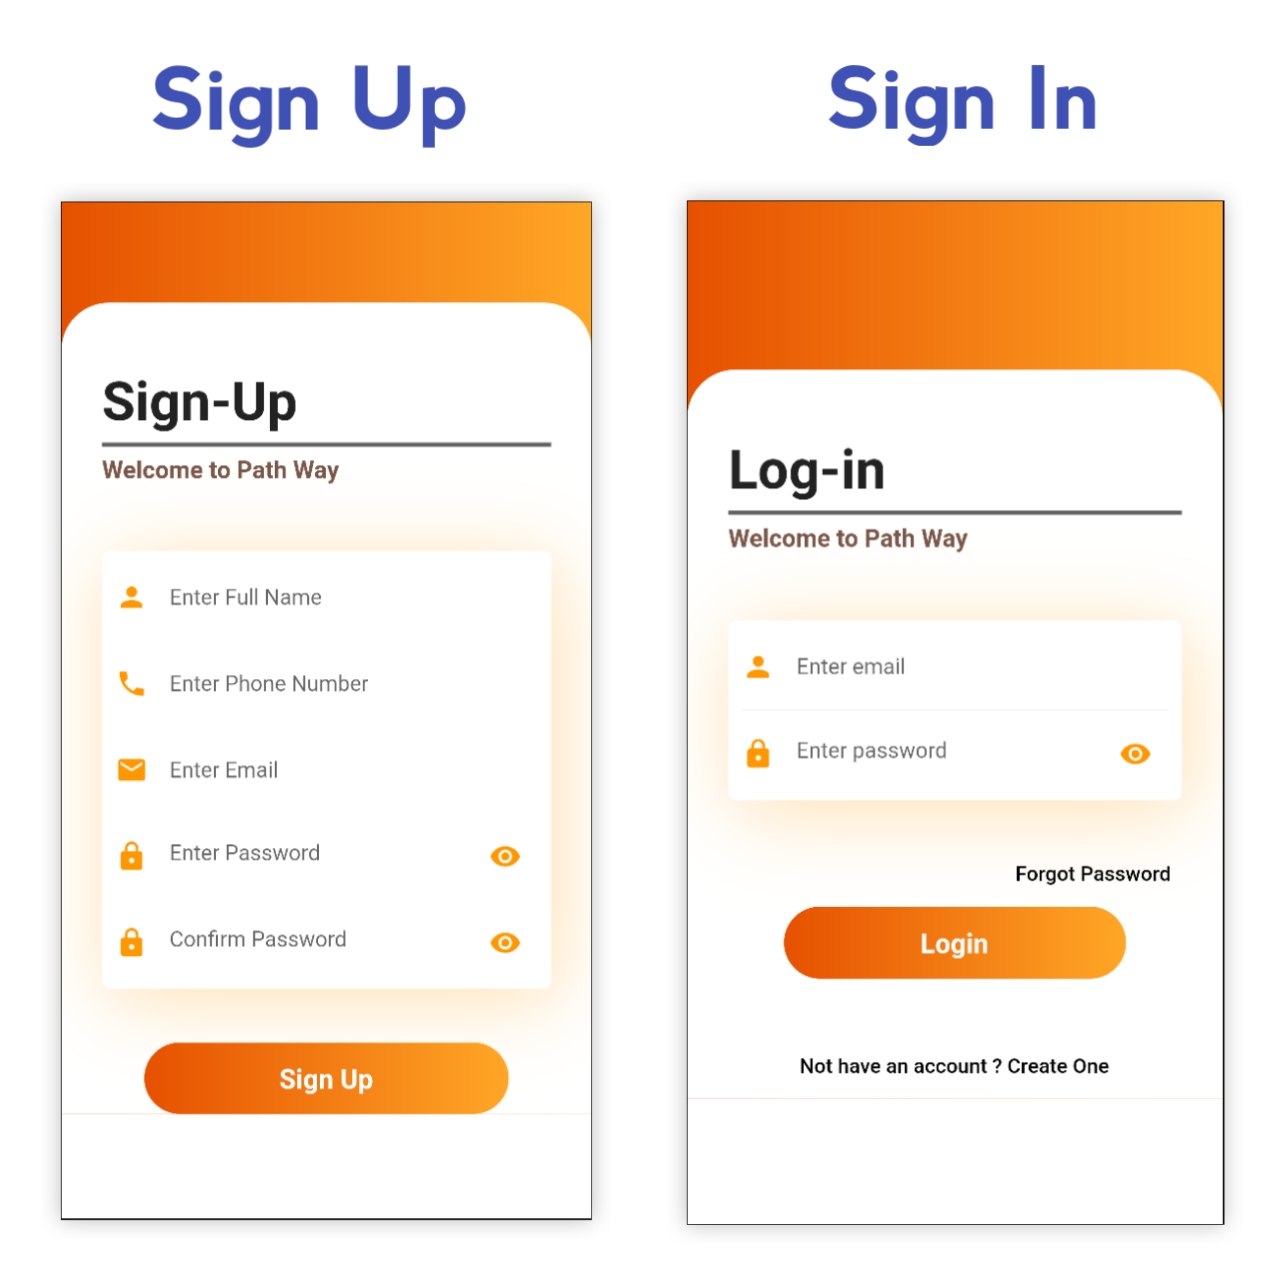 Sign Up
Sign-Up
Welcome to Path Way
Enter Full Name
Enter Phone Number
Enter Email
Enter Password
Confirm Password
Sign Up
Sign In
Log-in
Welcome to Path Way
Enter email
Enter password
Forgot Password
Login
Not have an account ? Create One